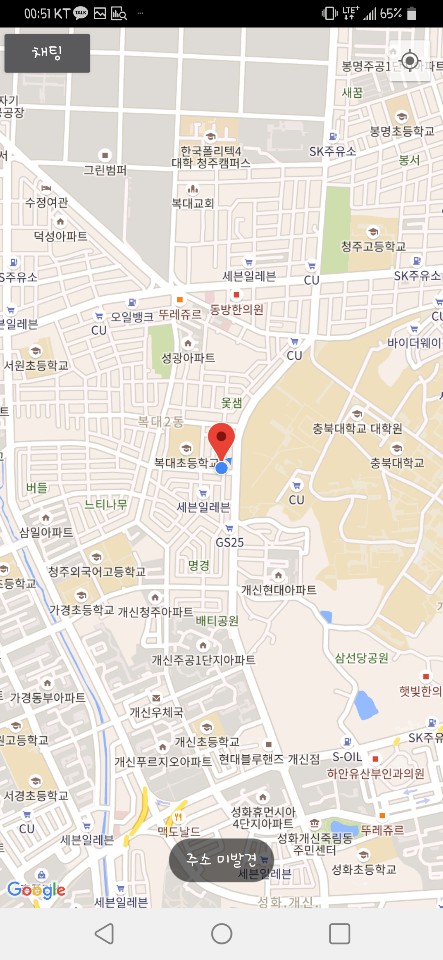 00:51 KT TALK
LTE+ 65%
채팅
봉명주공1단
아파트
새꿈
자기
공장
봉명초등학교
한국폴리텍4
대학 청주캠퍼스
SK주유소
그린범퍼
봉서
수정여관
복대교회
덕성아파트
청주고등학교
S주유소
세븐일레븐
CU
SK주유소
오일뱅크
뚜레쥬르
동방한의원
븐일레븐
CU
CU
바이더웨이
성광아파트
서원초등학교
옻샘
복대2동
충북대학교 대학원
복대초등학교
충북대학교
버들
느티나무
세븐일레븐
CU
삼일아파트
GS25
청주외국어고등학교
명경
초등학교
가경초등학교
개신청주아파트
개신현대아파트
배티공원
개신주공1단지아파트
삼선당공원
가경동부아파트
햇빛한의
개신우체국
원고등학교
개신초등학교
SK주유
개신푸르지오아파트
현대블루핸즈 개신점
S-OIL
하안유산부인과의원
서경초등학교
성화휴먼시아
4단지아파트
CU
세븐일레븐
맥도날드
뚜레쥬르
성화개신죽림동
주민센터
주소 미발견
세븐일레븐
성화초등학교
Google
세븐일레븐
성화.개신.